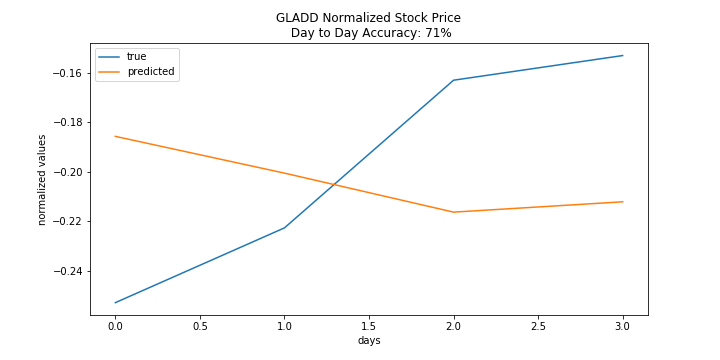 GLADD Normalized Stock Price
Day to Day Accuracy: 71%
true
predicted
−0.16
−0.18
−0.20
−0.22
−0.24
normalized values
0.0 0.5 1.0 1.5 2.0 2.5 3.0
days